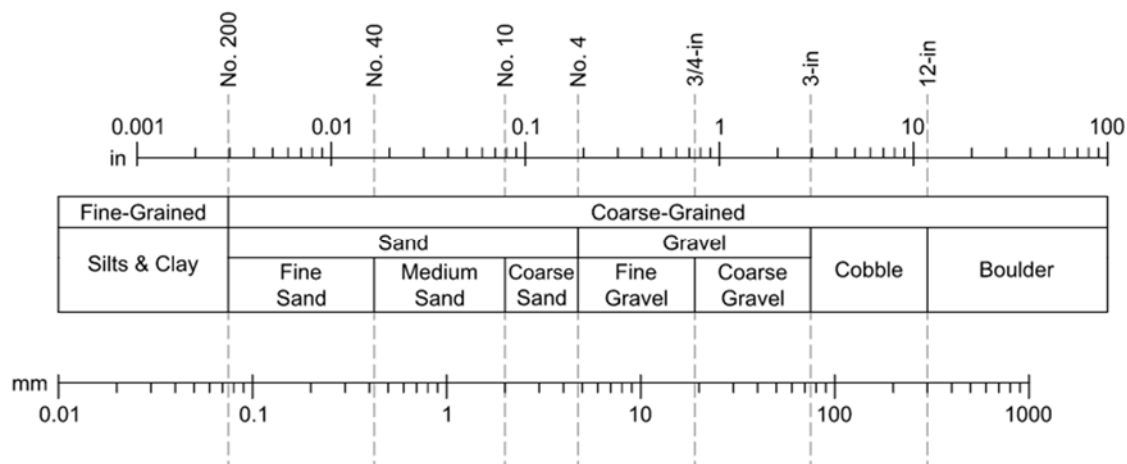 No. 200
No. 40
No. 10
No. 4
3/4-in
3-in
12-in
0.001 0.01 0.1 1 10 100
in
Fine-Grained Coarse-Grained
Silts & Clay
Sand Gravel
Fine
Sand
Medium
Sand
Coarse
Sand
Fine
Gravel
Coarse
Gravel
Cobble
Boulder
mm
0.01 0.1 1 10 100 1000